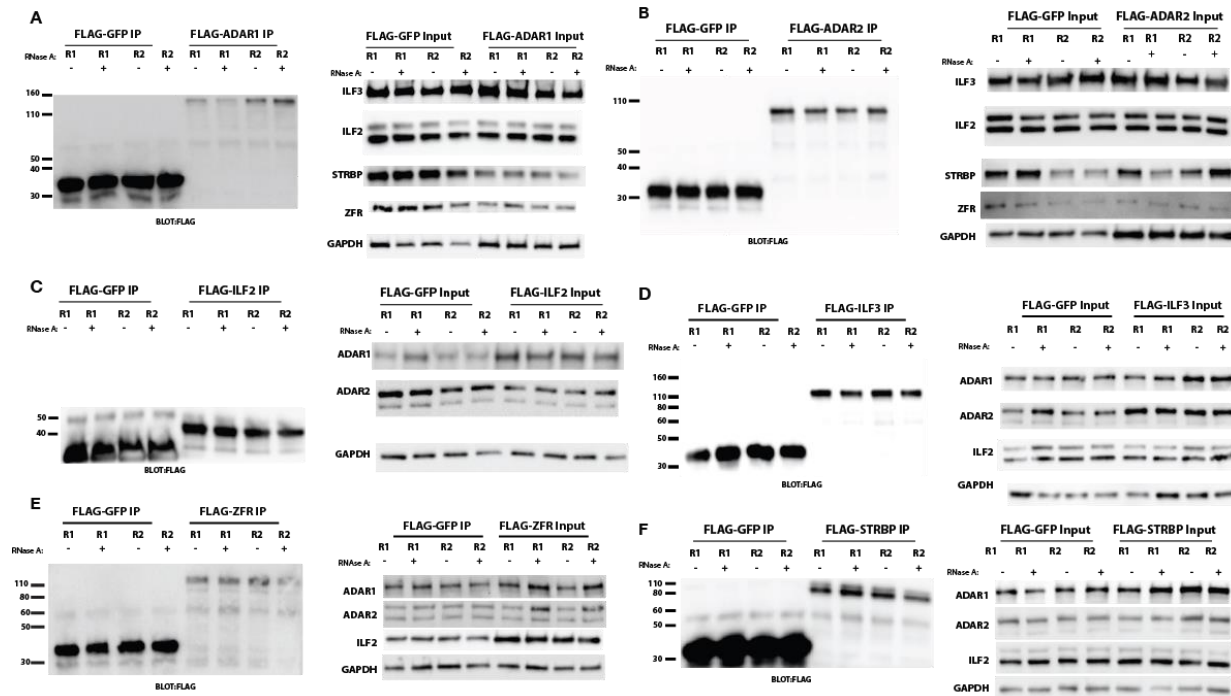 A
FLAG-GFP IP FLAG-ADAR1 IP
R1 R1 R2 R2 R1 R1 R2 R2
RNase A: - + - + - + - +
160
110
50
40
30
BLOT:FLAG
FLAG-GFP Input FLAG-ADAR1 Input
R1 R1 R2 R2 R1 R1 R2 R2
RNase A: - + - + - + - +
ILF3
ILF2
STRBP
ZFR
GAPDH
B
FLAG-GFP IP FLAG-ADAR2 IP
R1 R1 R2 R2 R1 R1 R2 R2
RNase A: - + - + - + - +
110
50
40
30
BLOT:FLAG
FLAG-GFP Input FLAG-ADAR2 Input
R1 R1 R2 R2 R1 R1 R2 R2
RNase A: - + - + - + - +
ILF3
ILF2
STRBP
ZFR
GAPDH
C
FLAG-GFP IP FLAG-ILF2 IP
R1 R1 R2 R2 R1 R1 R2 R2
RNase A: - + - + - + - +
50
40
BLOT:FLAG
FLAG-GFP Input FLAG-ILF2 Input
R1 R1 R2 R2 R1 R1 R2 R2
RNase A: - + - + - + - +
ADAR1
ADAR2
GAPDH
D
FLAG-GFP IP FLAG-ILF3 IP
R1 R1 R2 R2 R1 R1 R2 R2
RNase A: - + - + - + - +
160
110
80
60
50
30
BLOT:FLAG
FLAG-GFP Input FLAG-ILF3 Input
R1 R1 R2 R2 R1 R1 R2 R2
RNase A: - + - + - + - +
ADAR1
ADAR2
ILF2
GAPDH
E
FLAG-GFP IP FLAG-ZFR IP
R1 R1 R2 R2 R1 R1 R2 R2
RNase A: - + - + - + - +
110
80
60
50
30
BLOT:FLAG
FLAG-GFP IP FLAG-ZFR Input
R1 R1 R2 R2 R1 R1 R2 R2
RNase A: - + - + - + - +
ADAR1
ADAR2
ILF2
GAPDH
F
FLAG-GFP IP FLAG-STRBP IP
R1 R1 R2 R2 R1 R1 R2 R2
RNase A: - + - + - + - +
110
80
60
50
30
BLOT:FLAG
FLAG-GFP Input FLAG-STRBP Input
R1 R1 R2 R2 R1 R1 R2 R2
RNase A: - + - + - + - +
ADAR1
ADAR2
ILF2
GAPDH